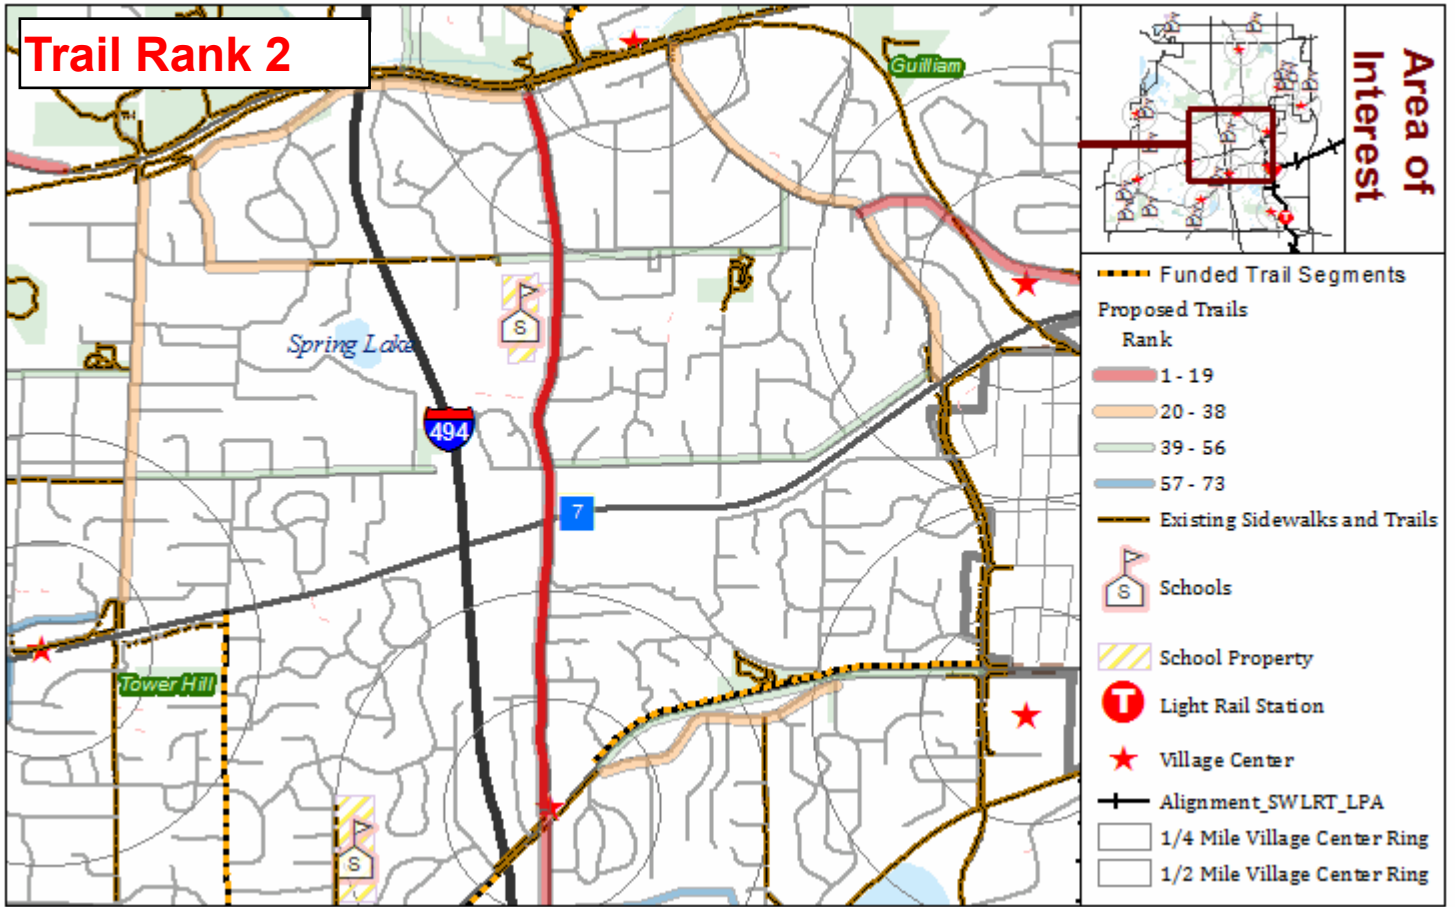 Trail Rank 2
Guilliam
Spring Lake
494
7
Tower Hill
S
S
Area of
Interest
T
Funded Trail Segments
Proposed Trails
Rank
1 - 19
20 - 38
39 - 56
57 - 73
Existing Sidewalks and Trails
S
Schools
School Property
T
Light Rail Station
Village Center
Alignment_SWLRT_LPA
1/4 Mile Village Center Ring
1/2 Mile Village Center Ring